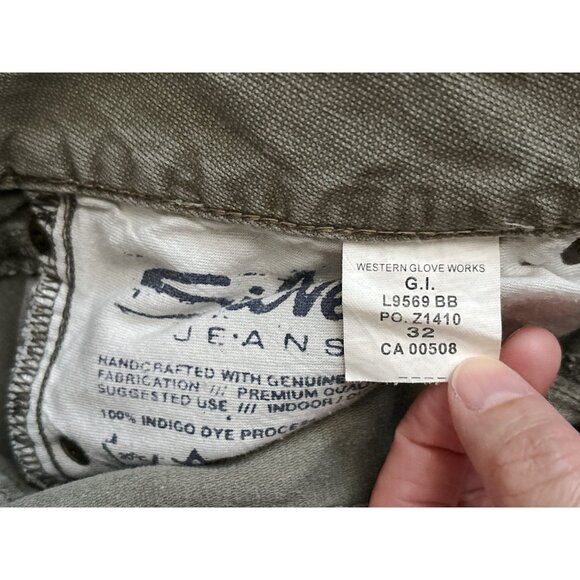 JEANS
HANDCRAFTED WITH GENUINE
FABRICATION /// PREMIUM QUAL
SUGGESTED USE /// INDOOR/O
100% INDIGO DYE PROCES
WESTERN GLOVE WORKS
G.I.
L9569 BB
PO. Z1410
32
CA 00508